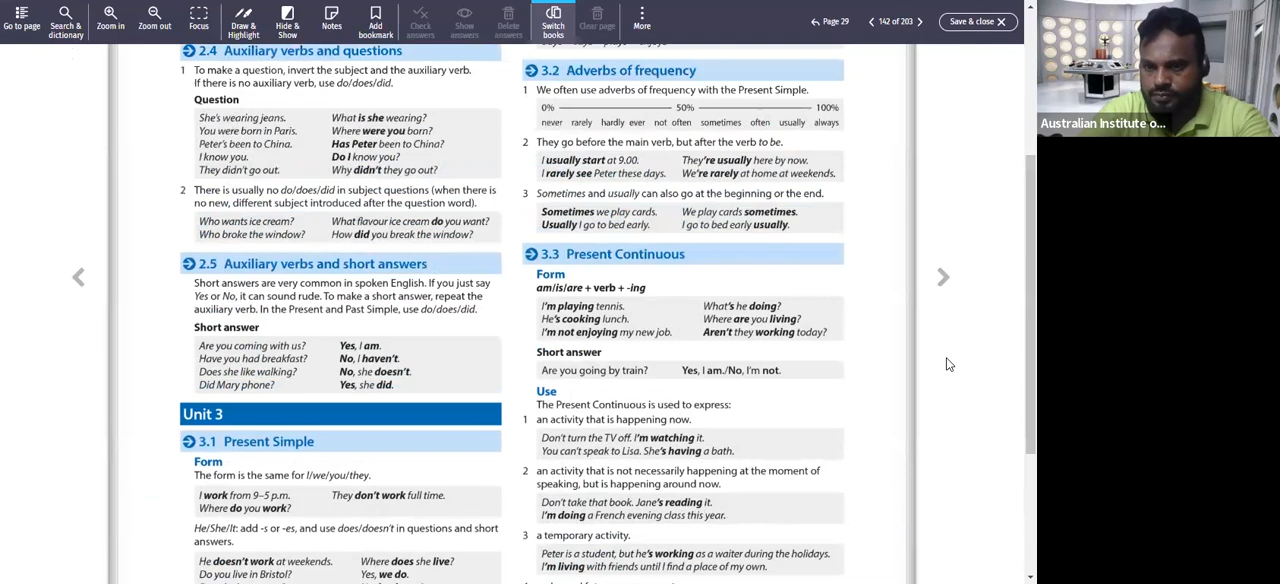 Go to page
Search & dictionary
Zoom in
Zoom out
Focus
Draw & Highlight
Hide & Show
Notes
Add bookmark
Check answers
Show answers
Delete answers
Switch books
Clear page
More
Page 29
142 of 203
Save & close
Australian Institute o...
2.4 Auxiliary verbs and questions
1 To make a question, invert the subject and the auxiliary verb.
If there is no auxiliary verb, use do/does/did.
Question
She's wearing jeans. What is she wearing?
You were born in Paris. Where were you born?
Peter's been to China. Has Peter been to China?
I know you. Do I know you?
They didn't go out. Why didn't they go out?
2 There is usually no do/does/did in subject questions (when there is
no new, different subject introduced after the question word).
Who wants ice cream? What flavour ice cream do you want?
Who broke the window? How did you break the window?
2.5 Auxiliary verbs and short answers
Short answers are very common in spoken English. If you just say
Yes or No, it can sound rude. To make a short answer, repeat the
auxiliary verb. In the Present and Past Simple, use do/does/did.
Short answer
Are you coming with us? Yes, I am.
Have you had breakfast? No, I haven't.
Does she like walking? No, she doesn't.
Did Mary phone? Yes, she did.
Unit 3
3.1 Present Simple
Form
The form is the same for I/we/you/they.
I work from 9–5 p.m. They don't work full time.
Where do you work?
He/She/It: add -s or -es, and use does/doesn't in questions and short
answers.
He doesn't work at weekends. Where does she live?
Do you live in Bristol? Yes, we do.
3.2 Adverbs of frequency
1 We often use adverbs of frequency with the Present Simple.
0% 50% 100%
never rarely hardly ever not often sometimes often usually always
2 They go before the main verb, but after the verb to be.
I usually start at 9.00. They're usually here by now.
I rarely see Peter these days. We're rarely at home at weekends.
3 Sometimes and usually can also go at the beginning or the end.
Sometimes we play cards. We play cards sometimes.
Usually I go to bed early. I go to bed early usually.
3.3 Present Continuous
Form
am/is/are + verb + -ing
I'm playing tennis. What's he doing?
He's cooking lunch. Where are you living?
I'm not enjoying my new job. Aren't they working today?
Short answer
Are you going by train? Yes, I am./No, I'm not.
Use
The Present Continuous is used to express:
1 an activity that is happening now.
Don't turn the TV off. I'm watching it.
You can't speak to Lisa. She's having a bath.
2 an activity that is not necessarily happening at the moment of
speaking, but is happening around now.
Don't take that book. Jane's reading it.
I'm doing a French evening class this year.
3 a temporary activity.
Peter is a student, but he's working as a waiter during the holidays.
I'm living with friends until I find a place of my own.